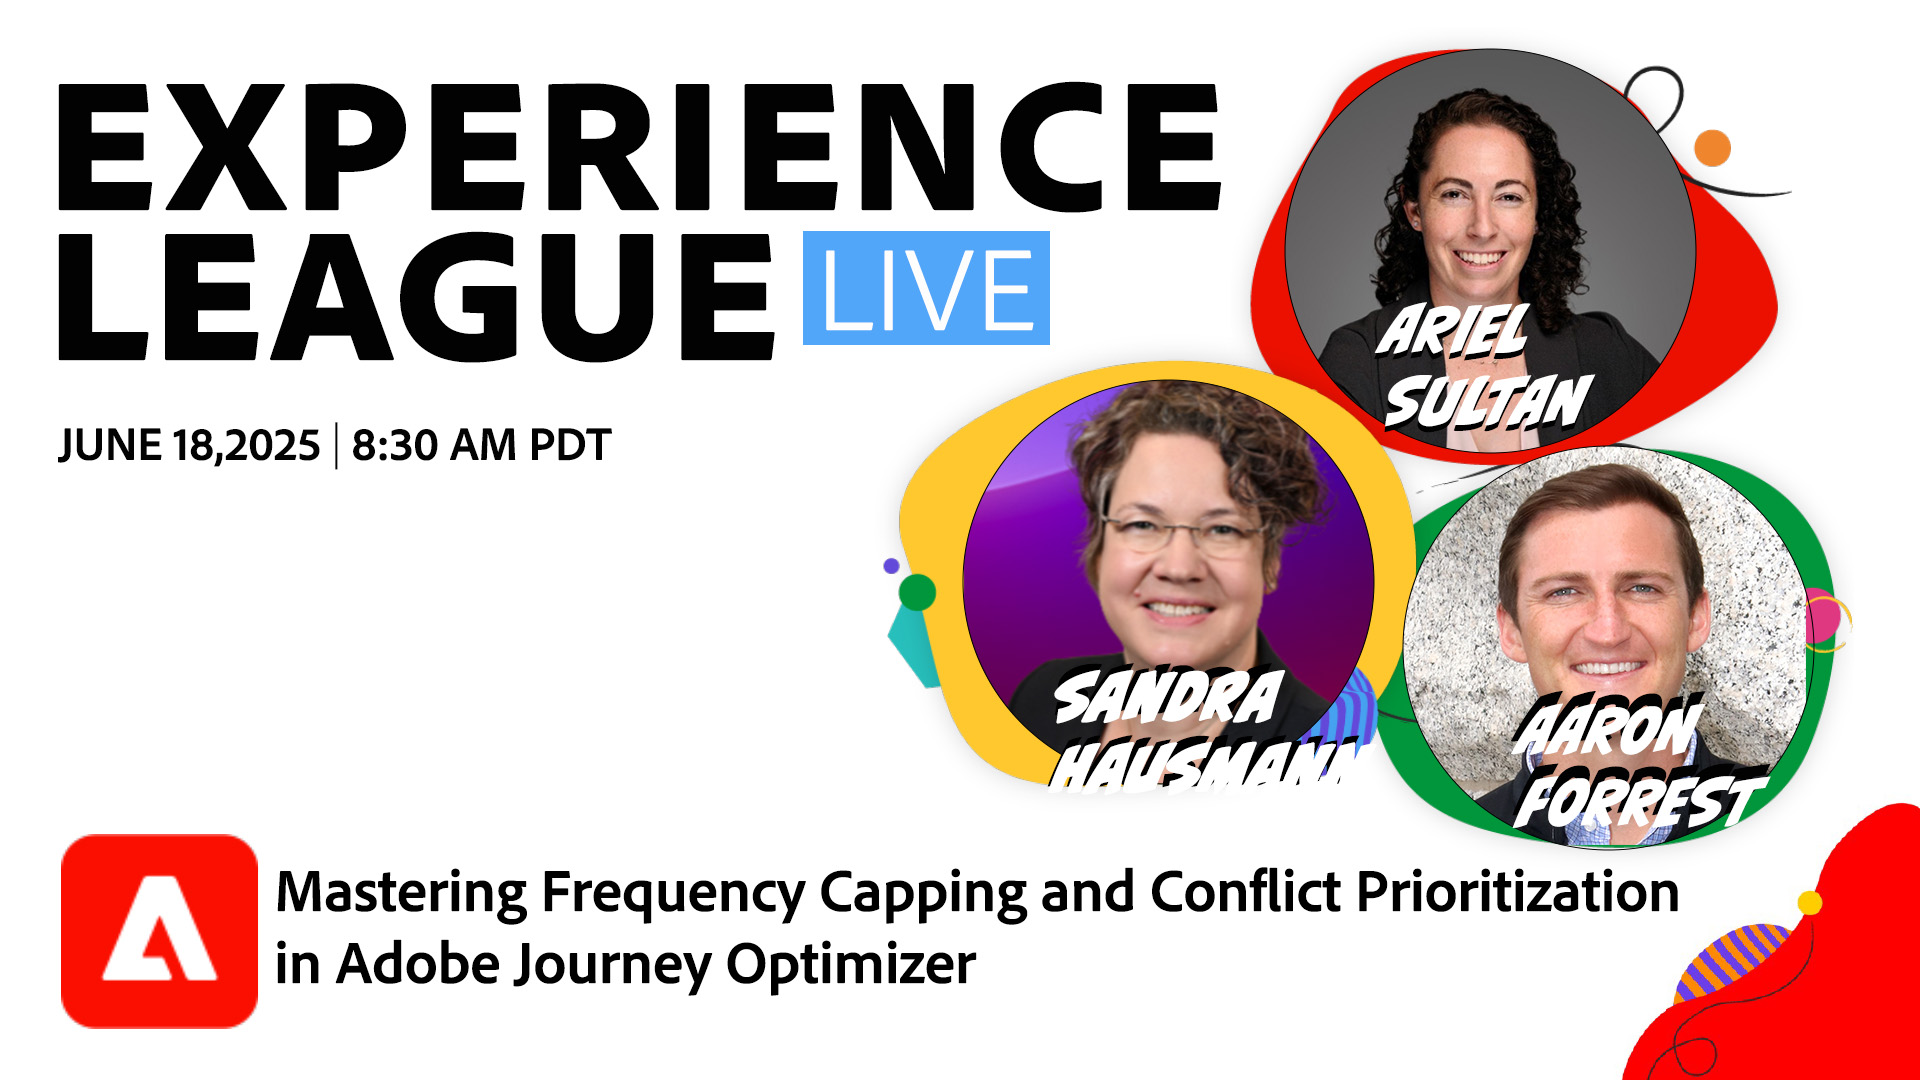 EXPERIENCE
LEAGUE LIVE
JUNE 18,2025 | 8:30 AM PDT
ARIEL
SULTAN
SANDRA
HAUSMANN
AARON
FORREST
Mastering Frequency Capping and Conflict Prioritization
in Adobe Journey Optimizer